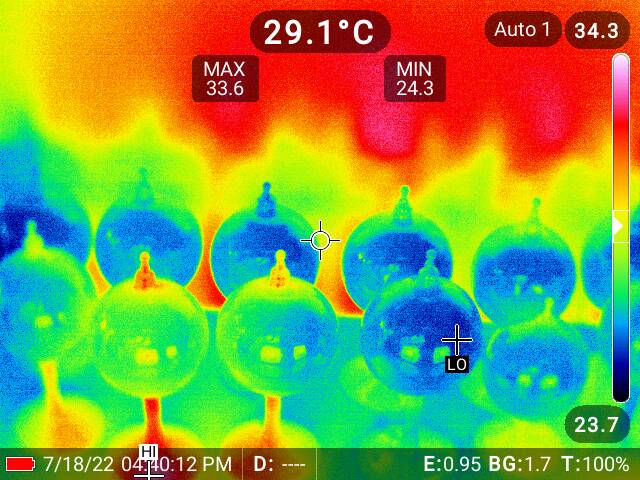 29.1°C
Auto 1
34.3
MAX
33.6
MIN
24.3
LO
23.7
HI
7/18/22 04:40:12 PM
D: ----
E:0.95 BG:1.7 T:100%